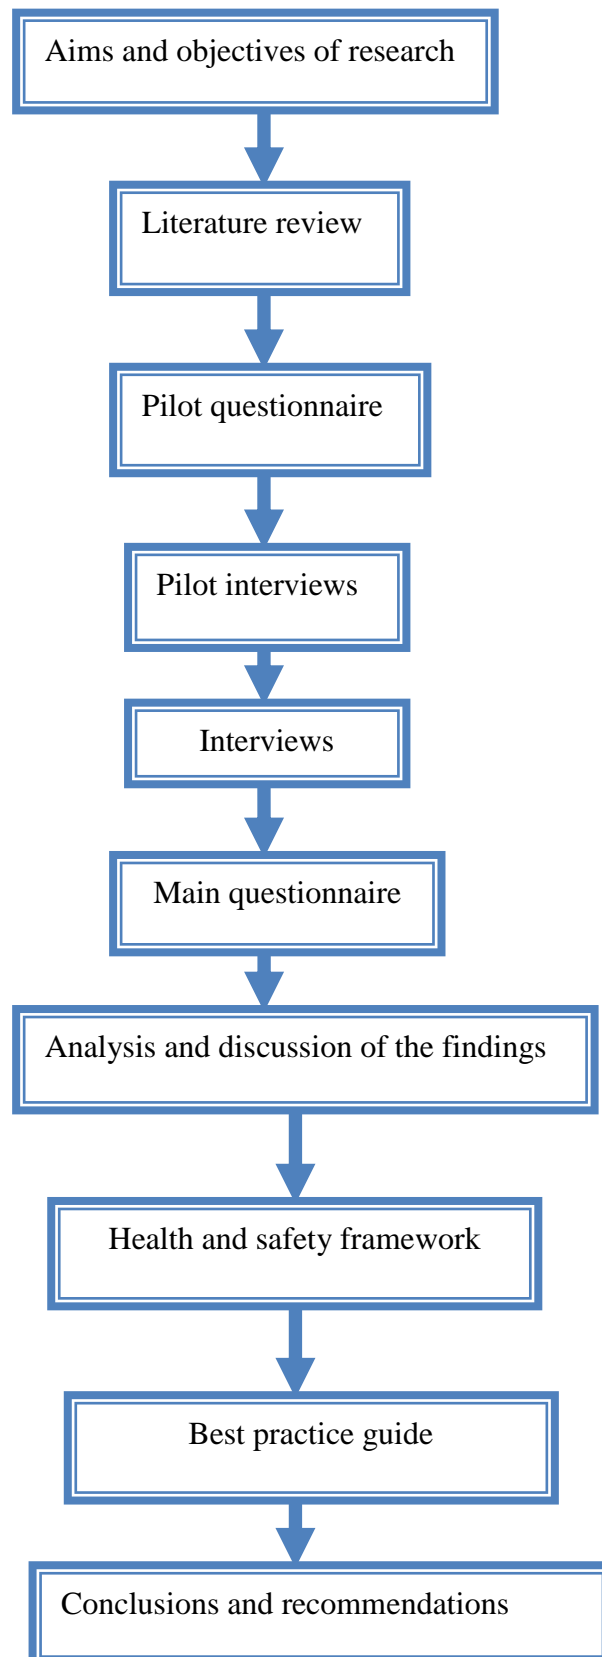 Aims and objectives of research
Literature review
Pilot questionnaire
Pilot interviews
Interviews
Main questionnaire
Analysis and discussion of the findings
Health and safety framework
Best practice guide
Conclusions and recommendations